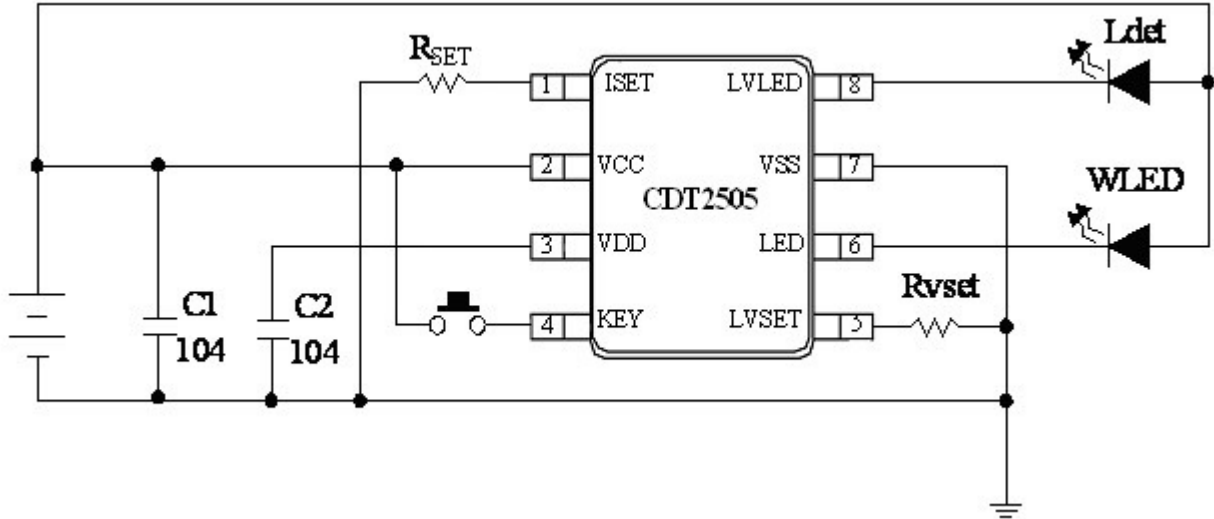 R_SET
1 ISET LVLED 8
Ldet
2 VCC VSS 7
CDT2505
WLED
3 VDD LED 6
C1
104
C2
104
4 KEY LVSET 5
Rvset